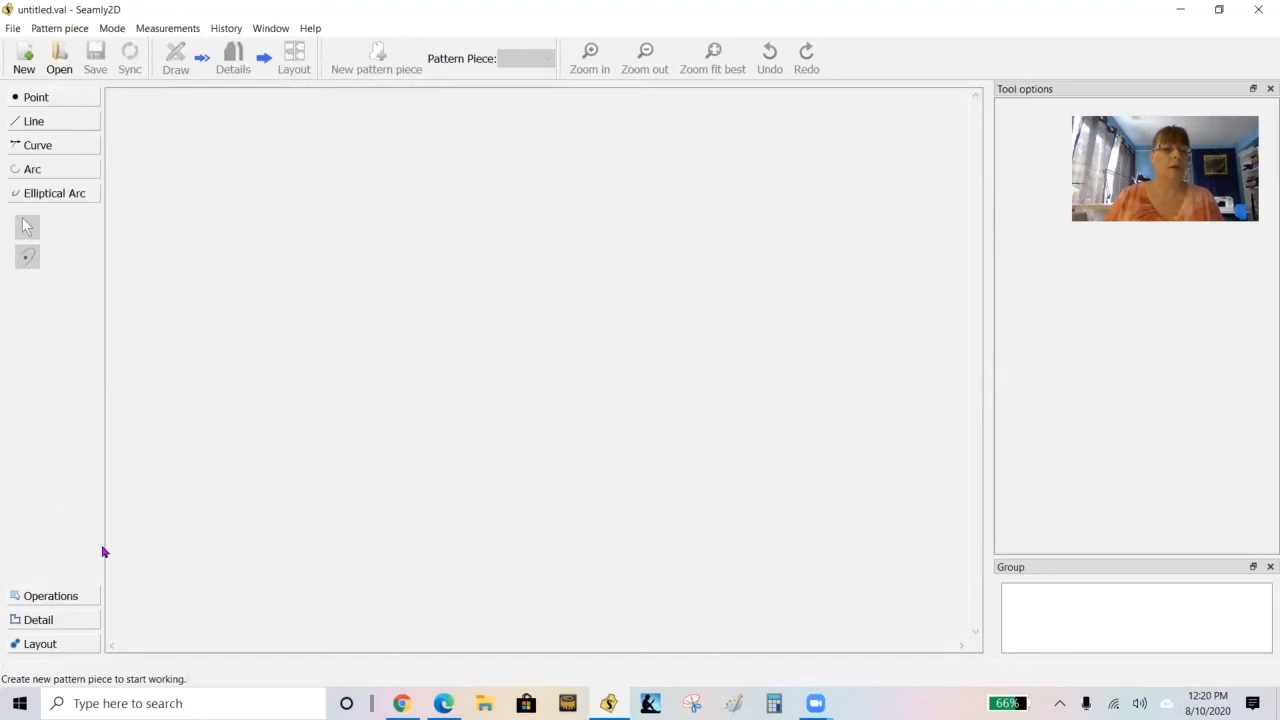 untitled.val - Seamly2D
File Pattern piece Mode Measurements History Window Help
New Open Save Sync Draw Details Layout New pattern piece Pattern Piece: Zoom in Zoom out Zoom fit best Undo Redo
Tool options
Point
Line
Curve
Arc
Elliptical Arc
Group
Operations
Detail
Layout
Create new pattern piece to start working.
Type here to search
66%
12:20 PM
8/10/2020